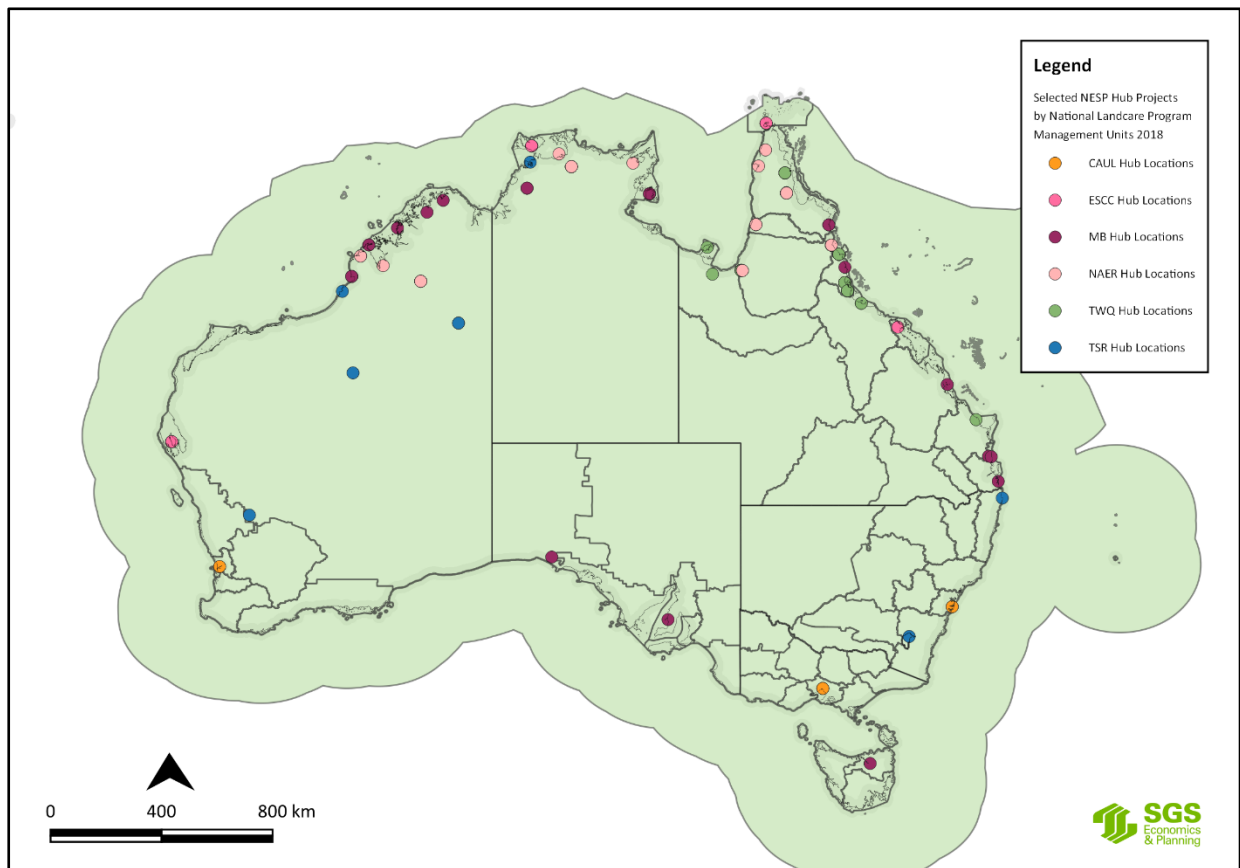 Legend
Selected NESP Hub Projects
by National Landcare Program
Management Units 2018
CAUL Hub Locations
ESCC Hub Locations
MB Hub Locations
NAER Hub Locations
TWQ Hub Locations
TSR Hub Locations
0 400 800 km
SGS
Economics
& Planning